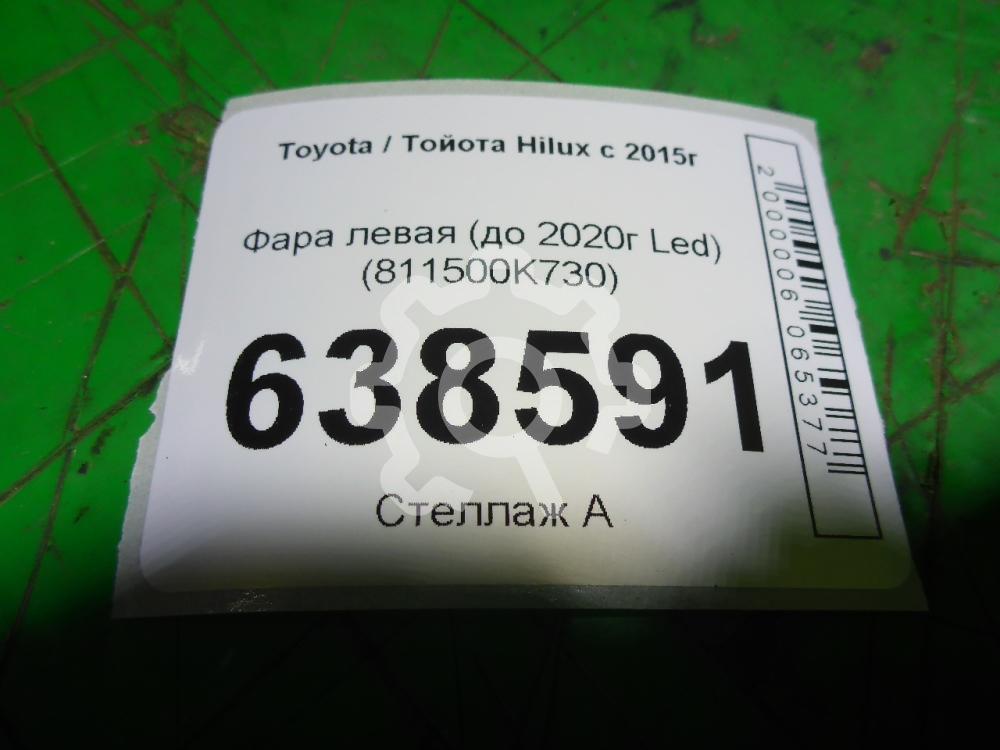 Toyota / Тойота Hilux с 2015г
Фара левая (до 2020г Led)
(811500K730)
638591
Стеллаж А
2000006065377